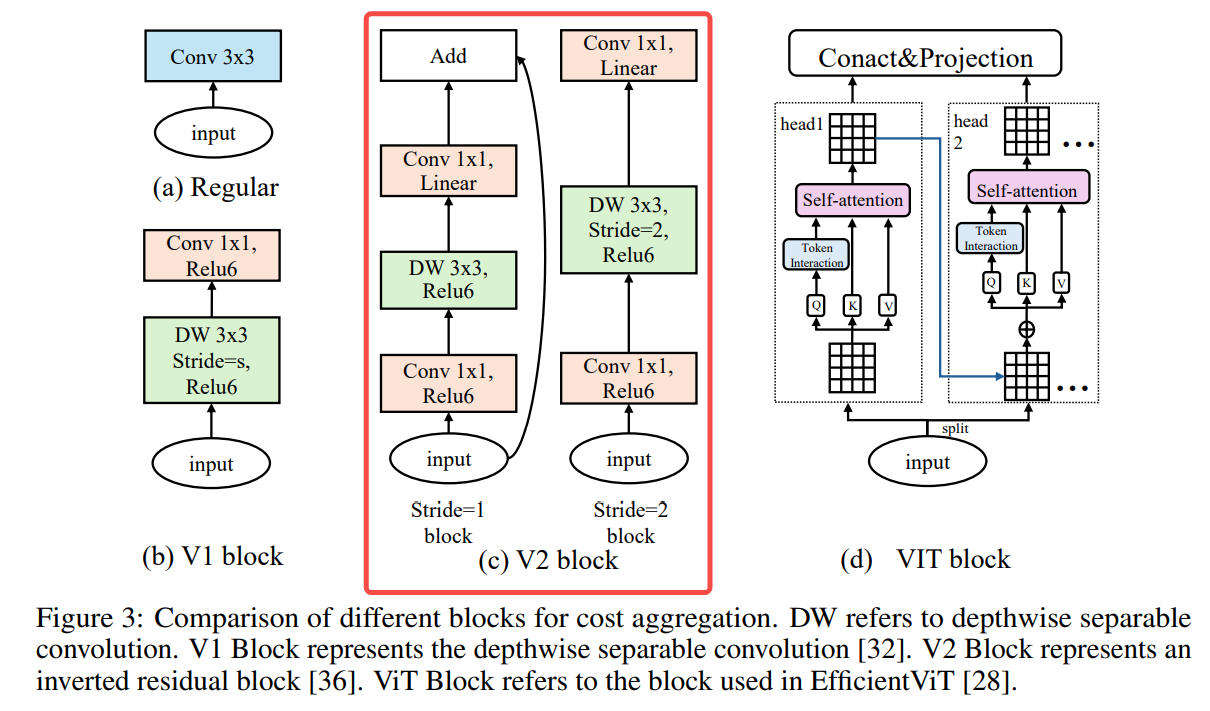 Conv 3x3
input
(a) Regular
Conv 1x1,
Relu6
DW 3x3
Stride=s,
Relu6
input
(b) V1 block
Add
Conv 1x1,
Linear
DW 3x3,
Relu6
Conv 1x1,
Relu6
input
Stride=1
block
Conv 1x1,
Linear
DW 3x3,
Stride=2,
Relu6
Conv 1x1,
Relu6
input
Stride=2
block
(c) V2 block
Conact&Projection
head1
Self-attention
Token
Interaction
Q K V
head
2
...
Self-attention
Token
Interaction
Q K V
...
split
input
(d) VIT block
Figure 3: Comparison of different blocks for cost aggregation. DW refers to depthwise separable
convolution. V1 Block represents the depthwise separable convolution [32]. V2 Block represents an
inverted residual block [36]. ViT Block refers to the block used in EfficientViT [28].